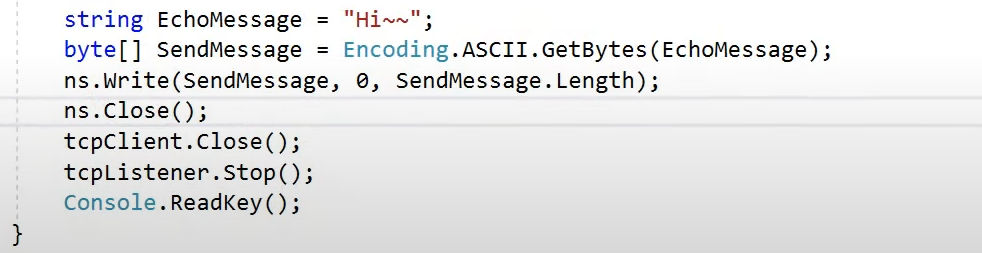 string EchoMessage = "Hi~~";
byte[] SendMessage = Encoding.ASCII.GetBytes(EchoMessage);
ns.Write(SendMessage, 0, SendMessage.Length);
ns.Close();
tcpClient.Close();
tcpListener.Stop();
Console.ReadKey();
}